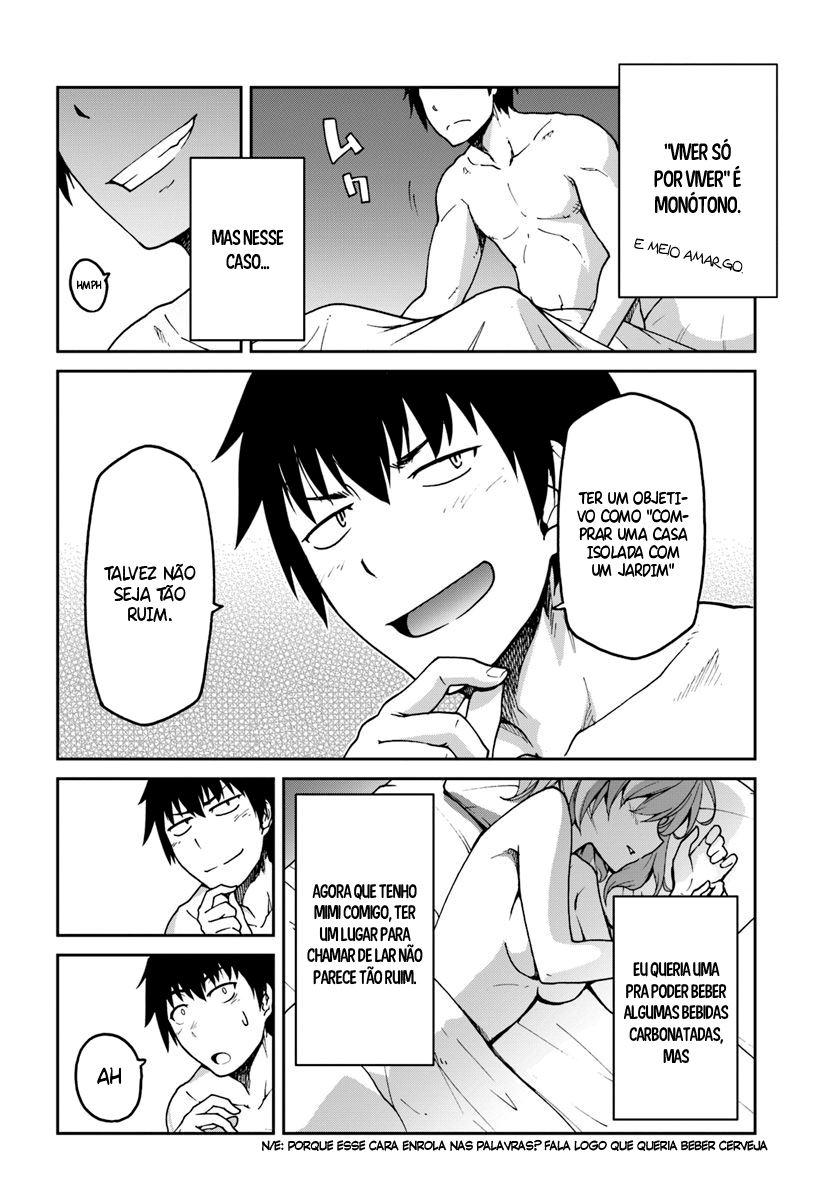 "VIVER SÓ
POR VIVER" É
MONÓTONO.
E MEIO AMARGO.
ムク
MAS NESSE
CASO...
HMPH
TER UM OBJETI-
VO COMO "COM-
PRAR UMA CASA
ISOLADA COM
UM JARDIM"
TALVEZ NÃO
SEJA TÃO
RUIM.
EU QUERIA UMA
PRA PODER BEBER
ALGUMAS BEBIDAS
CARBONATADAS,
MAS
AGORA QUE TENHO
MIMI COMIGO, TER
UM LUGAR PARA
CHAMAR DE LAR NÃO
PARECE TÃO RUIM.
AH
N/E: PORQUE ESSE CARA ENROLA NAS PALAVRAS? FALA LOGO QUE QUERIA BEBER CERVEJA